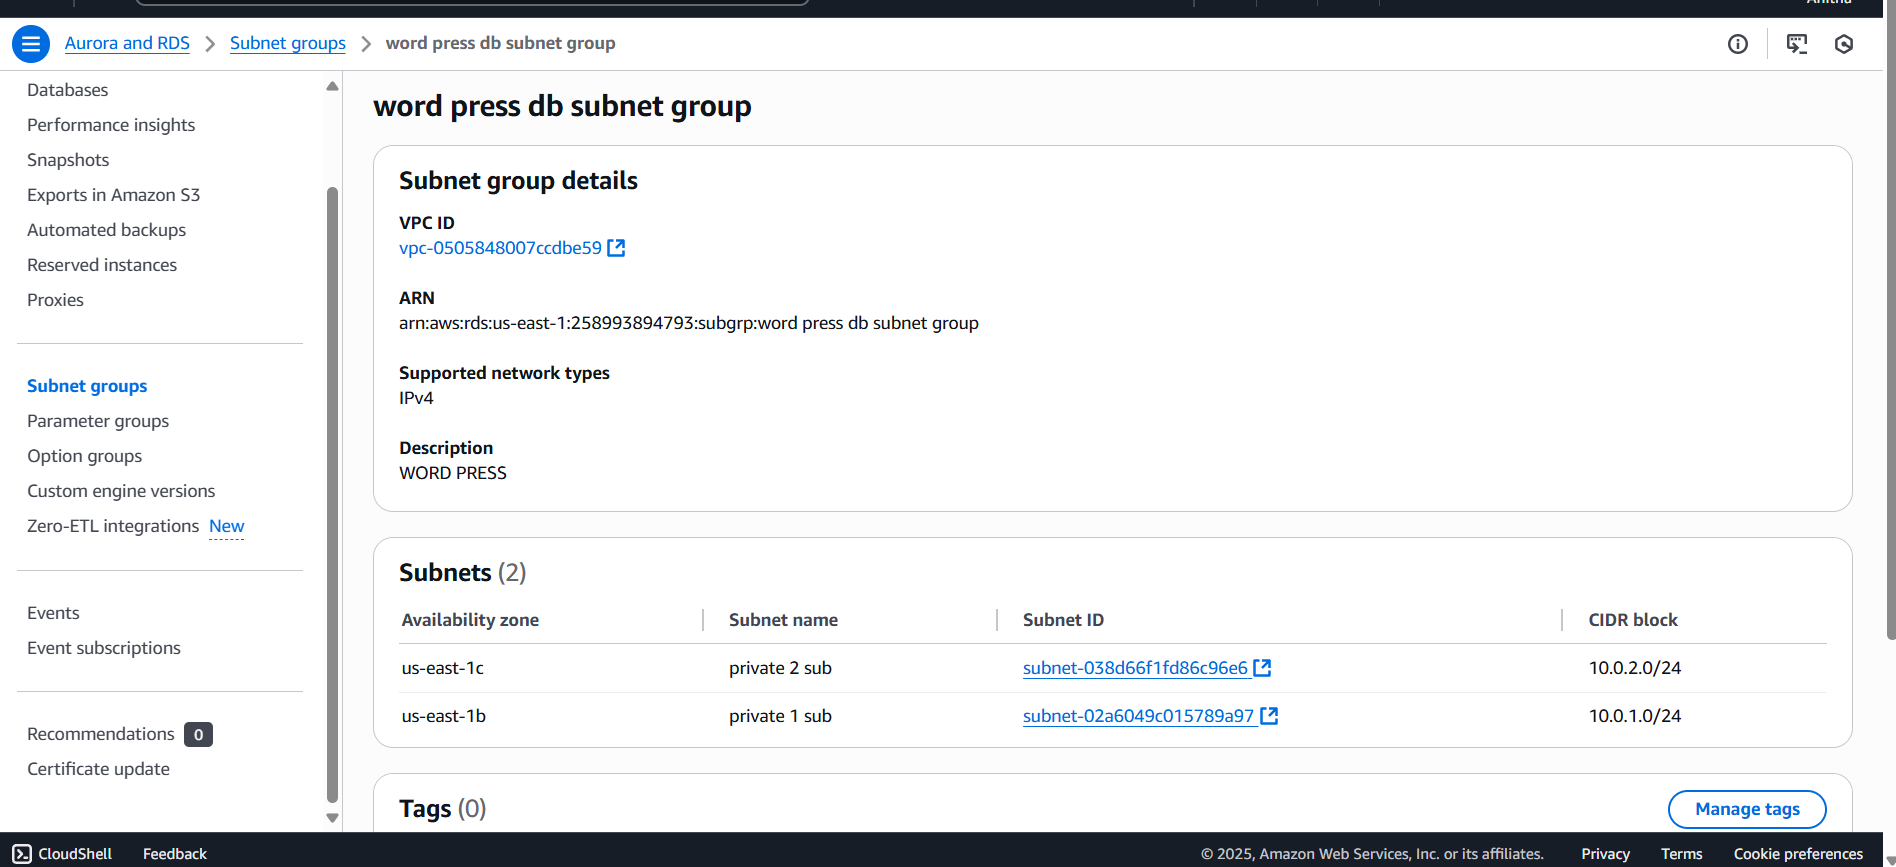 Aurora and RDS > Subnet groups > word press db subnet group
Databases
Performance insights
Snapshots
Exports in Amazon S3
Automated backups
Reserved instances
Proxies
Subnet groups
Parameter groups
Option groups
Custom engine versions
Zero-ETL integrations New
Events
Event subscriptions
Recommendations 0
Certificate update
word press db subnet group
Subnet group details
VPC ID
vpc-0505848007ccdbe59
ARN
arn:aws:rds:us-east-1:258993894793:subgrp:word press db subnet group
Supported network types
IPv4
Description
WORD PRESS
Subnets (2)
Availability zone Subnet name Subnet ID CIDR block
us-east-1c private 2 sub subnet-038d66f1fd86c96e6 10.0.2.0/24
us-east-1b private 1 sub subnet-02a6049c015789a97 10.0.1.0/24
Tags (0)
Manage tags
CloudShell Feedback © 2025, Amazon Web Services, Inc. or its affiliates. Privacy Terms Cookie preferences